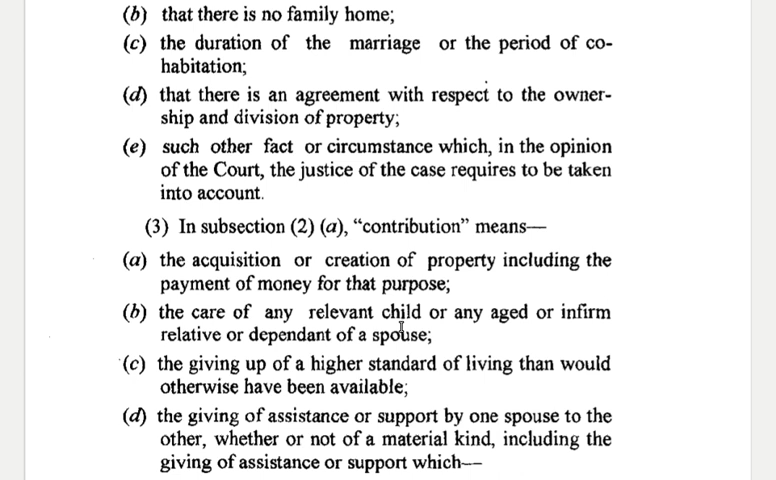 (b) that there is no family home;
(c) the duration of the marriage or the period of co-
habitation;
(d) that there is an agreement with respect to the owner-
ship and division of property;
(e) such other fact or circumstance which, in the opinion
of the Court, the justice of the case requires to be taken
into account.
(3) In subsection (2) (a), “contribution” means—
(a) the acquisition or creation of property including the
payment of money for that purpose;
(b) the care of any relevant child or any aged or infirm
relative or dependant of a spouse;
(c) the giving up of a higher standard of living than would
otherwise have been available;
(d) the giving of assistance or support by one spouse to the
other, whether or not of a material kind, including the
giving of assistance or support which—